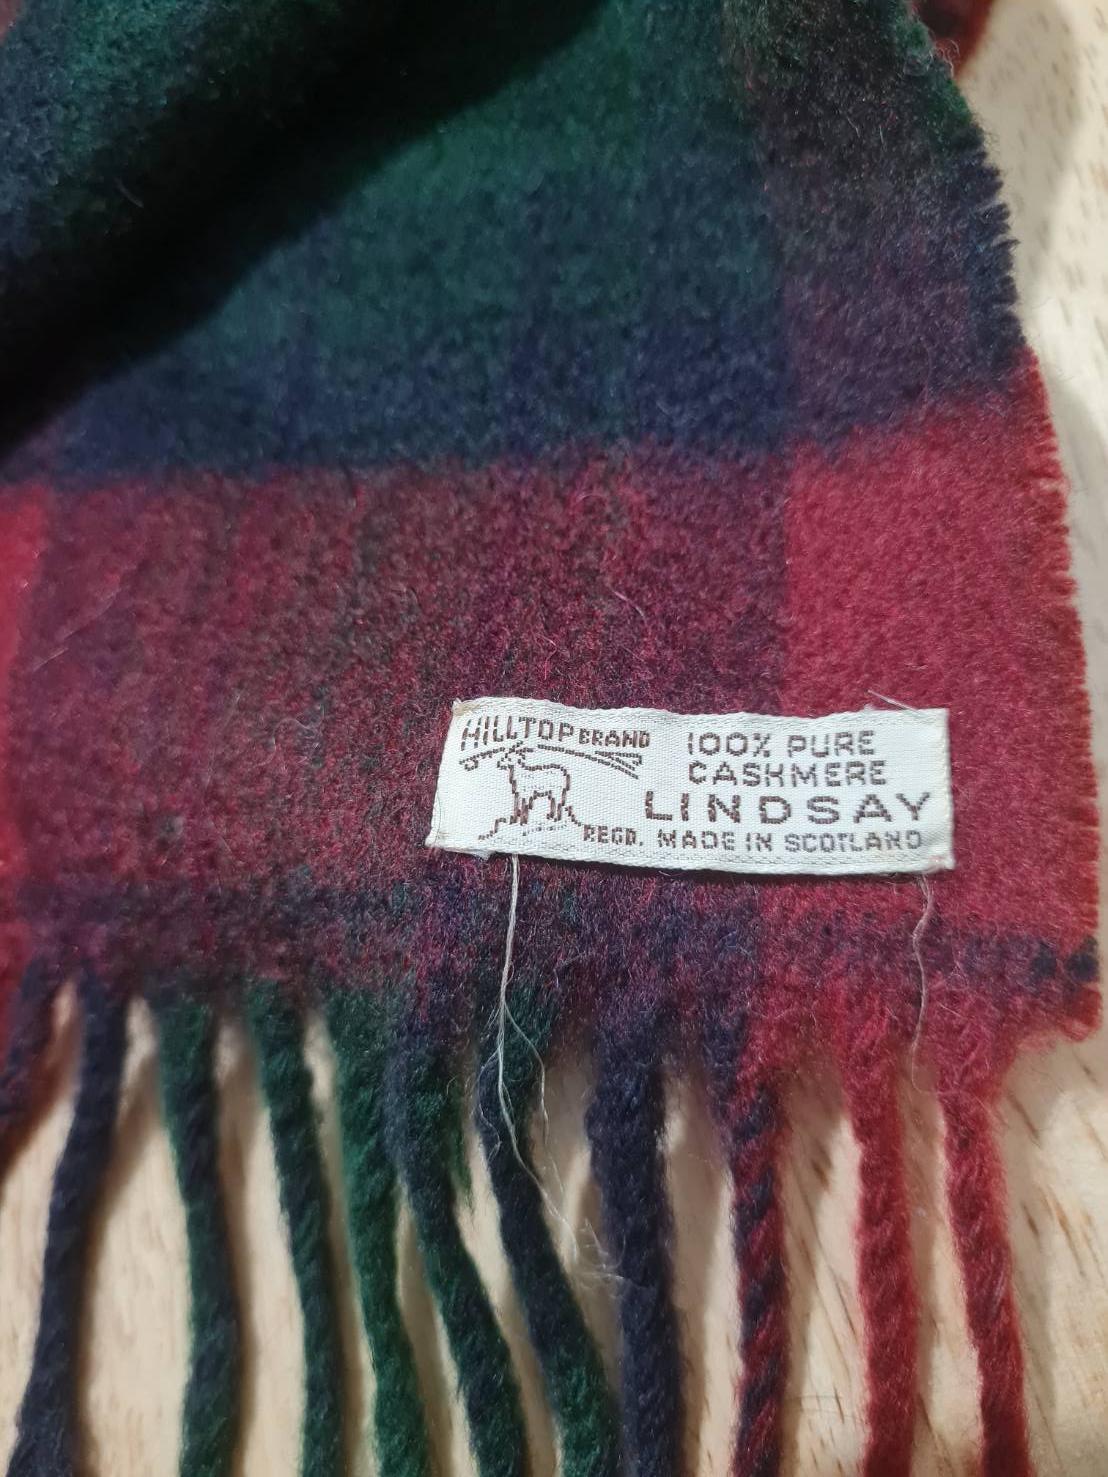 HILLTOP BRAND
100% PURE
CASHMERE
LINDSAY
REGD. MADE IN SCOTLAND